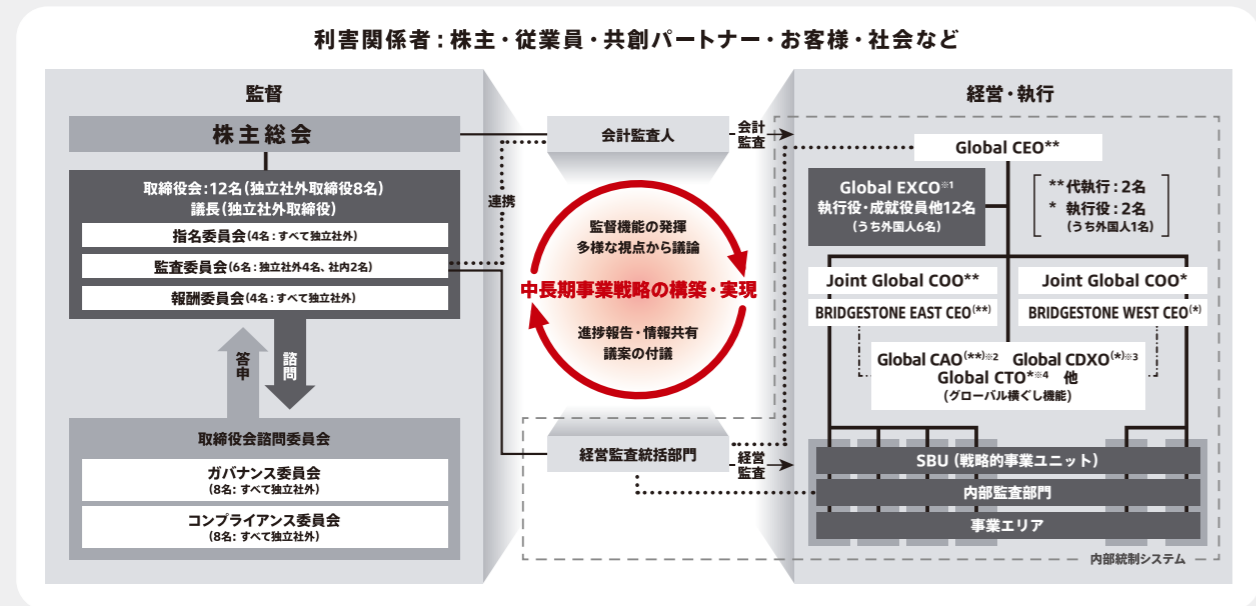 利害関係者：株主・従業員・共創パートナー・お客様・社会など
監督
株主総会
取締役会：12名（独立社外取締役8名）
議長（独立社外取締役）
指名委員会（4名：すべて独立社外）
監査委員会（6名：独立社外4名、社内2名）
報酬委員会（4名：すべて独立社外）
答申
諮問
取締役会諮問委員会
ガバナンス委員会
（8名：すべて独立社外）
コンプライアンス委員会
（8名：すべて独立社外）
会計監査人
会計
監査
連携
監督機能の発揮
多様な視点から議論
中長期事業戦略の構築・実現
進捗報告・情報共有
議案の付議
経営監査統括部門
経営
監査
経営・執行
Global CEO**
Global EXCO※1
執行役・成就役員他12名
（うち外国人6名）
**代執行：2名
* 執行役：2名
（うち外国人1名）
Joint Global COO**
BRIDGESTONE EAST CEO(**)
Joint Global COO*
BRIDGESTONE WEST CEO(*)
Global CAO(**)※2 Global CDXO(*)※3
Global CTO*※4 他
（グローバル横ぐし機能）
SBU（戦略的事業ユニット）
内部監査部門
事業エリア
内部統制システム